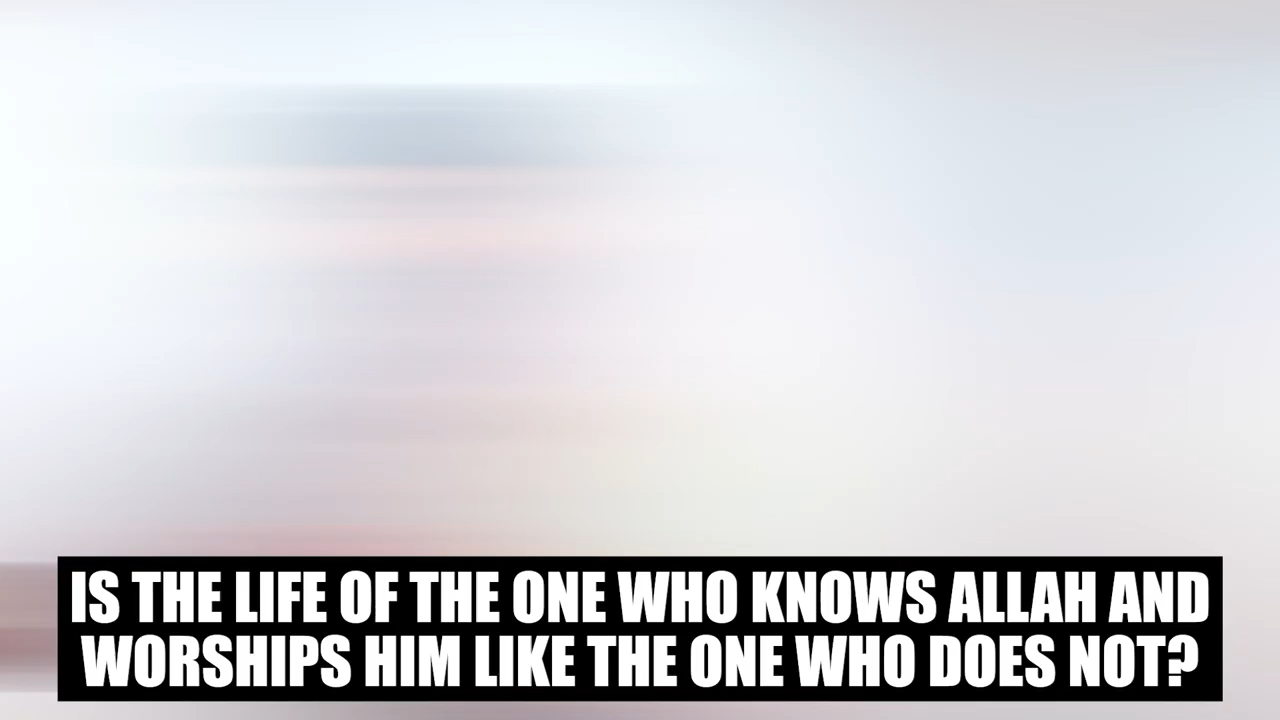 IS THE LIFE OF THE ONE WHO KNOWS ALLAH AND
WORSHIPS HIM LIKE THE ONE WHO DOES NOT?